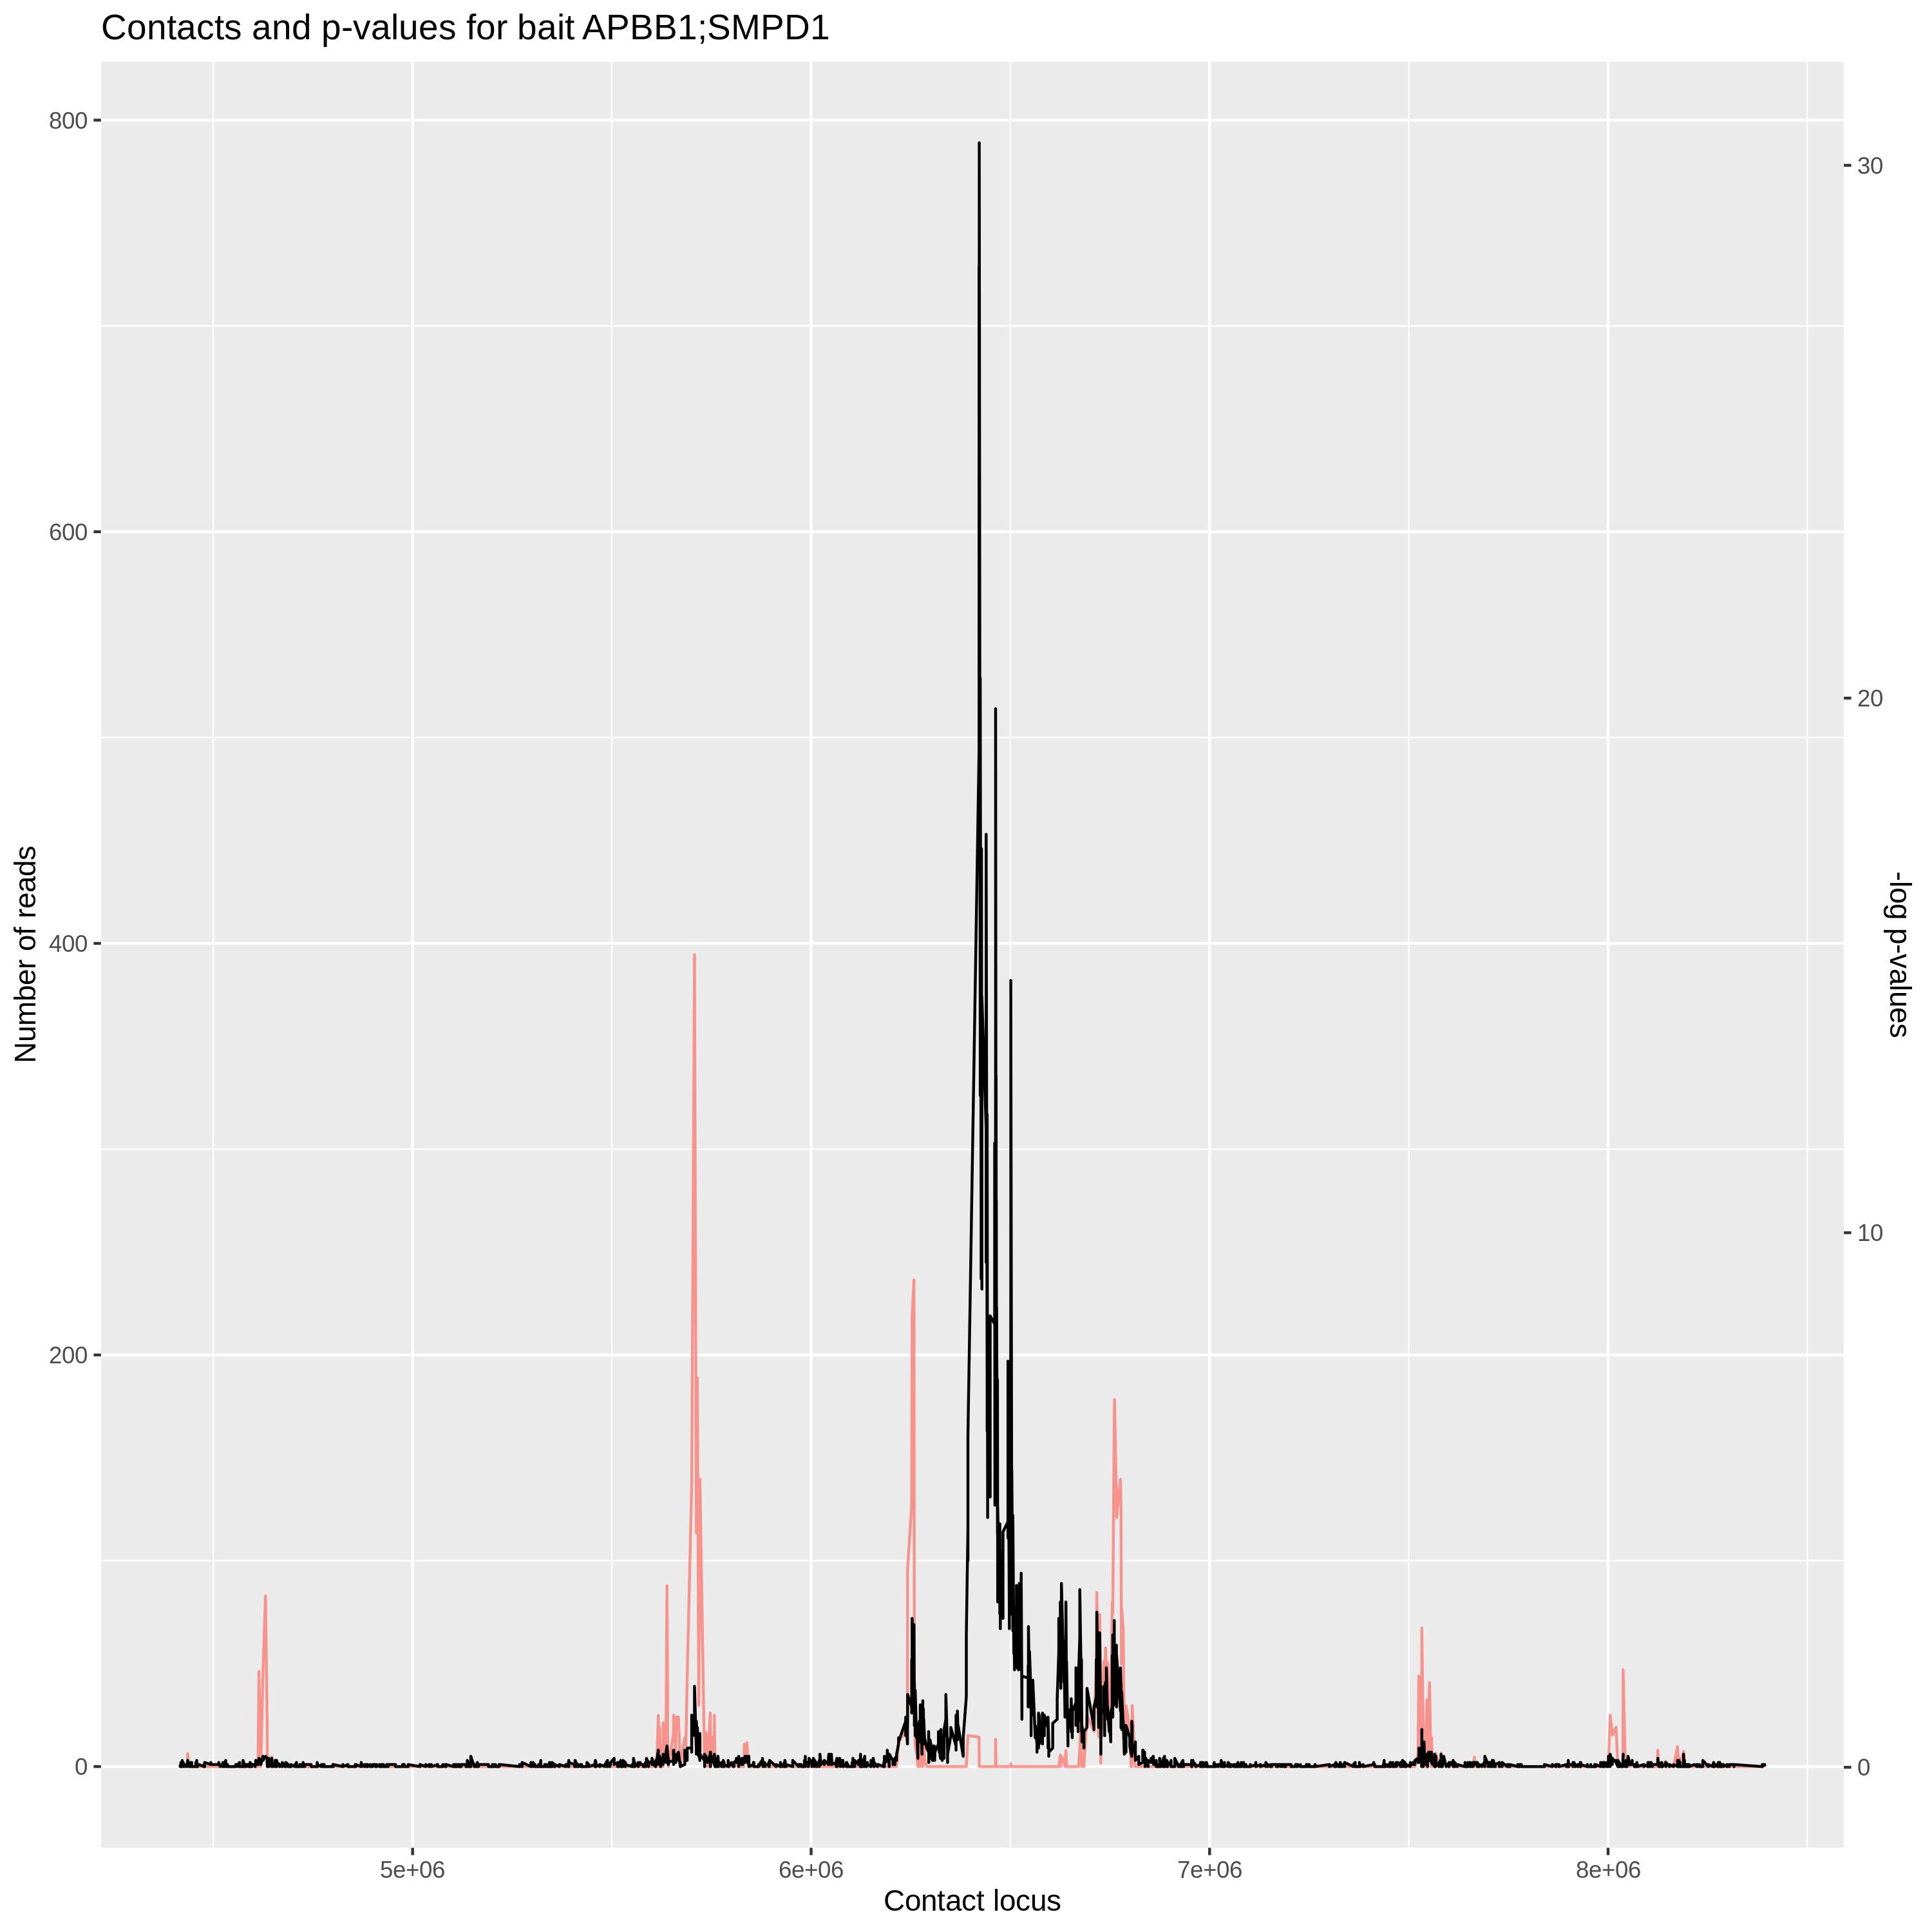 Contacts and p-values for bait APBB1;SMPD1
800
600
400
200
0
Number of reads
30
20
10
0
-log p-values
5e+06
6e+06
7e+06
8e+06
Contact locus